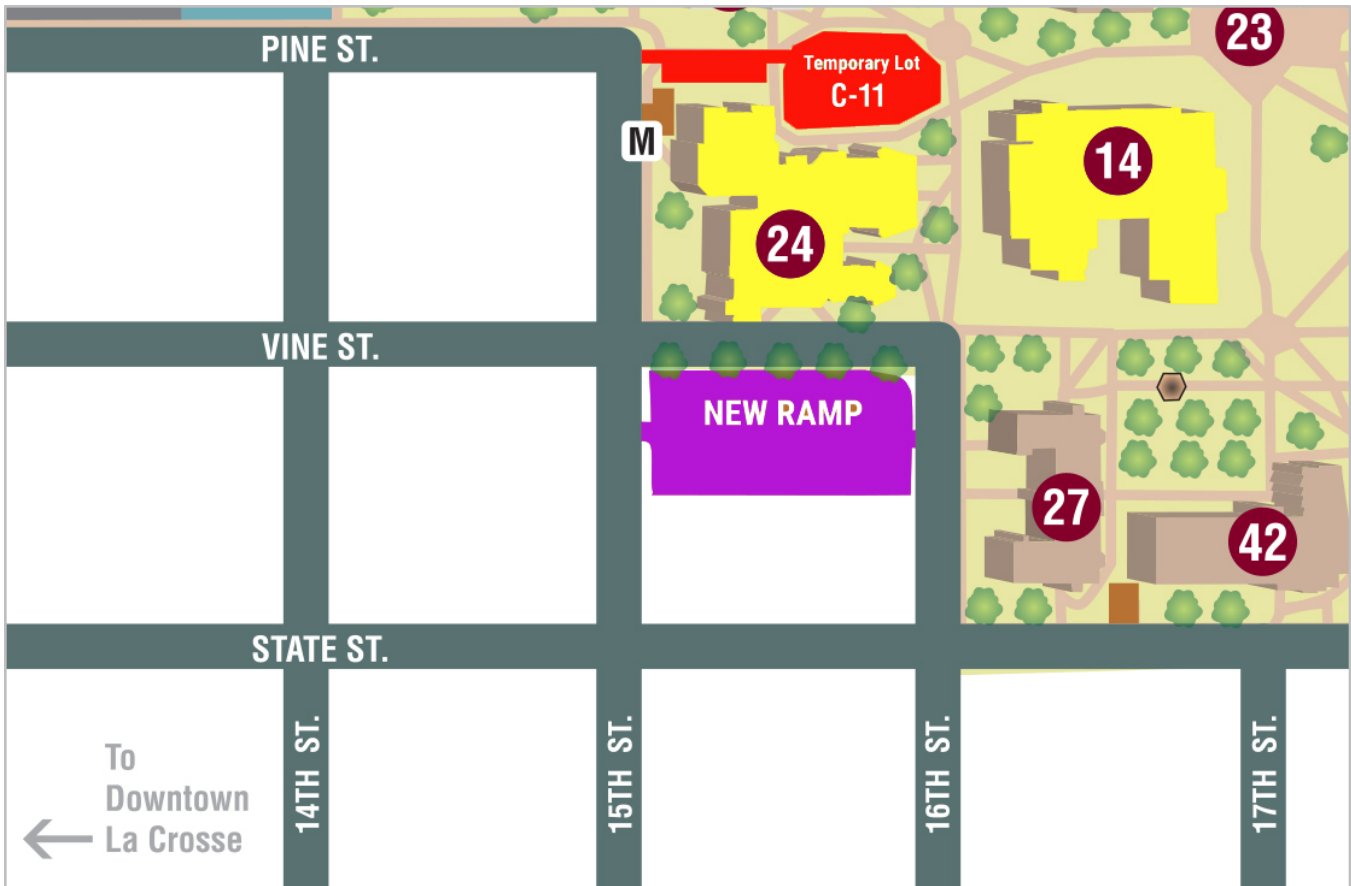 23
PINE ST.
Temporary Lot
C-11
M
14
24
VINE ST.
NEW RAMP
27
42
STATE ST.
14TH ST.
15TH ST.
16TH ST.
17TH ST.
To
Downtown
La Crosse